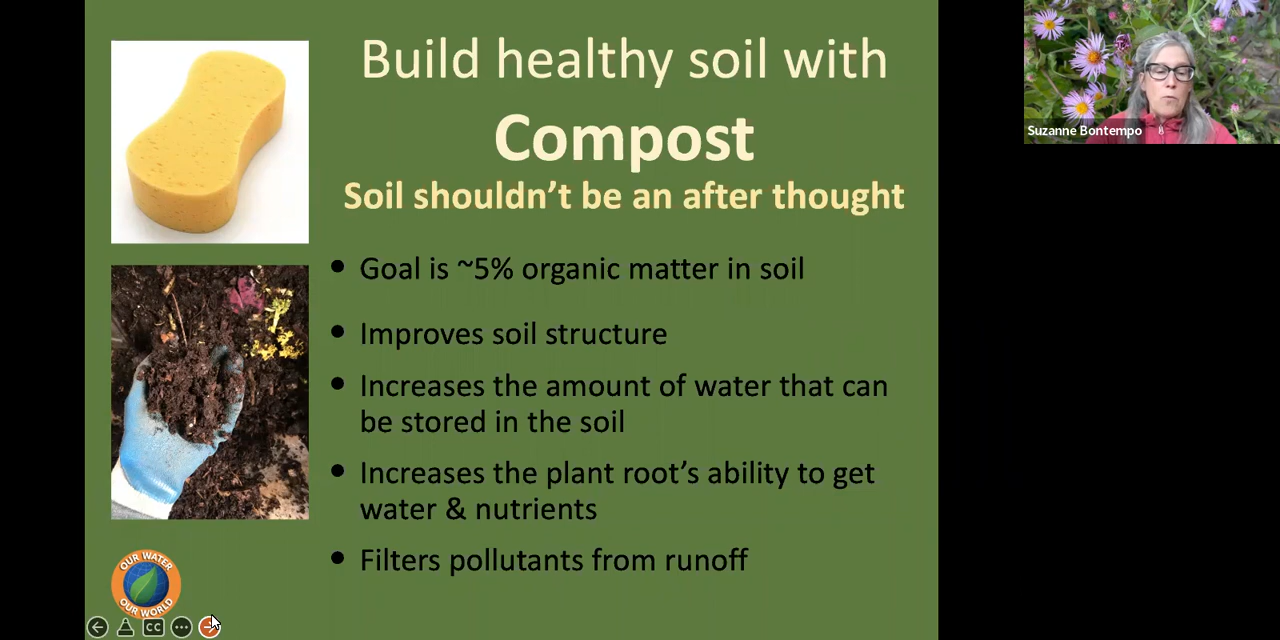 Build healthy soil with
Compost
Soil shouldn't be an after thought
• Goal is ~5% organic matter in soil
• Improves soil structure
• Increases the amount of water that can
be stored in the soil
• Increases the plant root's ability to get
water & nutrients
• Filters pollutants from runoff
OUR WATER
OUR WORLD
CC
Suzanne Bontempo